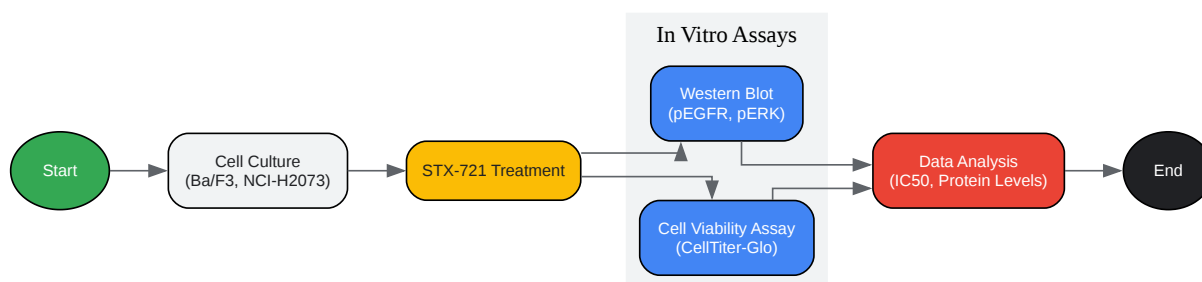 Start
Cell Culture
(Ba/F3, NCI-H2073)
STX-721 Treatment
In Vitro Assays
Western Blot
(pEGFR, pERK)
Cell Viability Assay
(CellTiter-Glo)
Data Analysis
(IC50, Protein Levels)
End